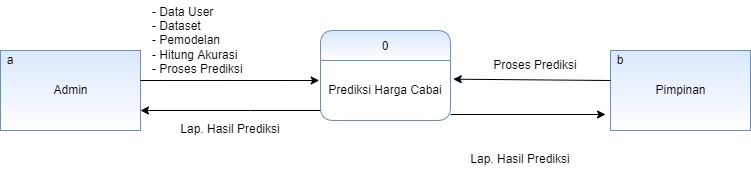 - Data User
- Dataset
- Pemodelan
- Hitung Akurasi
- Proses Prediksi
a
Admin
0
Prediksi Harga Cabai
Proses Prediksi
b
Pimpinan
Lap. Hasil Prediksi
Lap. Hasil Prediksi